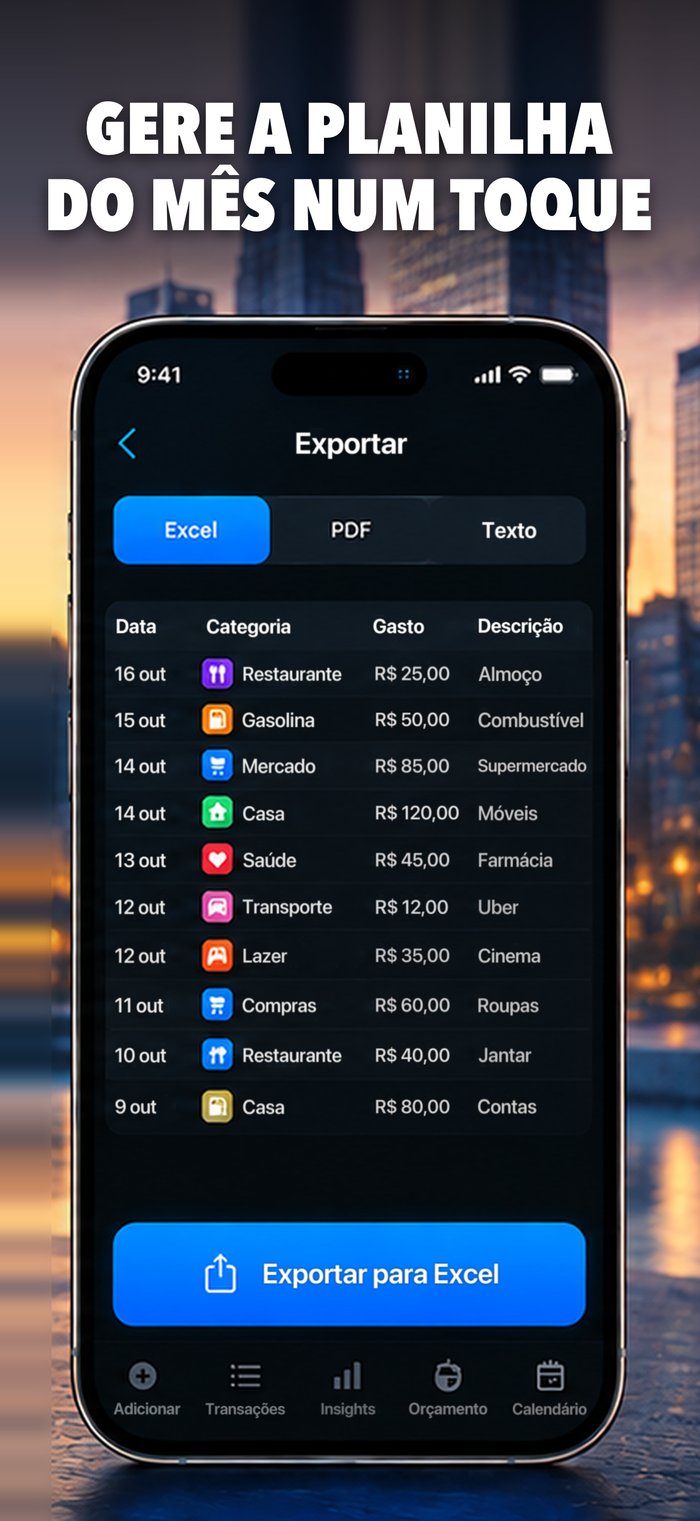 GERE A PLANILHA
DO MÊS NUM TOQUE
9:41
Exportar
Excel PDF Texto
Data Categoria Gasto Descrição
16 out Restaurante R$ 25,00 Almoço
15 out Gasolina R$ 50,00 Combustível
14 out Mercado R$ 85,00 Supermercado
14 out Casa R$ 120,00 Móveis
13 out Saúde R$ 45,00 Farmácia
12 out Transporte R$ 12,00 Uber
12 out Lazer R$ 35,00 Cinema
11 out Compras R$ 60,00 Roupas
10 out Restaurante R$ 40,00 Jantar
9 out Casa R$ 80,00 Contas
Exportar para Excel
Adicionar Transações Insights Orçamento Calendário